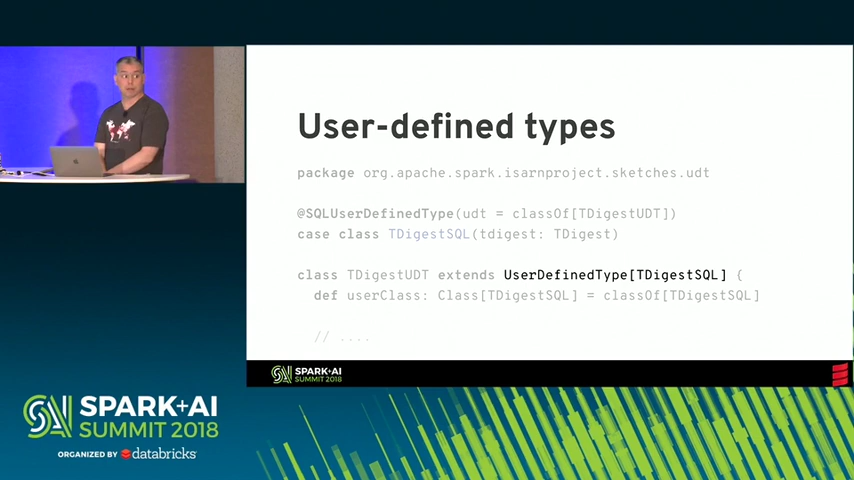 User-defined types
package org.apache.spark.isarnproject.sketches.udt
@SQLUserDefinedType(udt = classOf[TDigestUDT])
case class TDigestSQL(tdigest: TDigest)
class TDigestUDT extends UserDefinedType[TDigestSQL] {
def userClass: Class[TDigestSQL] = classOf[TDigestSQL]
// ....
SPARK+AI
SUMMIT 2018
SPARK+AI
SUMMIT 2018
ORGANIZED BY databricks